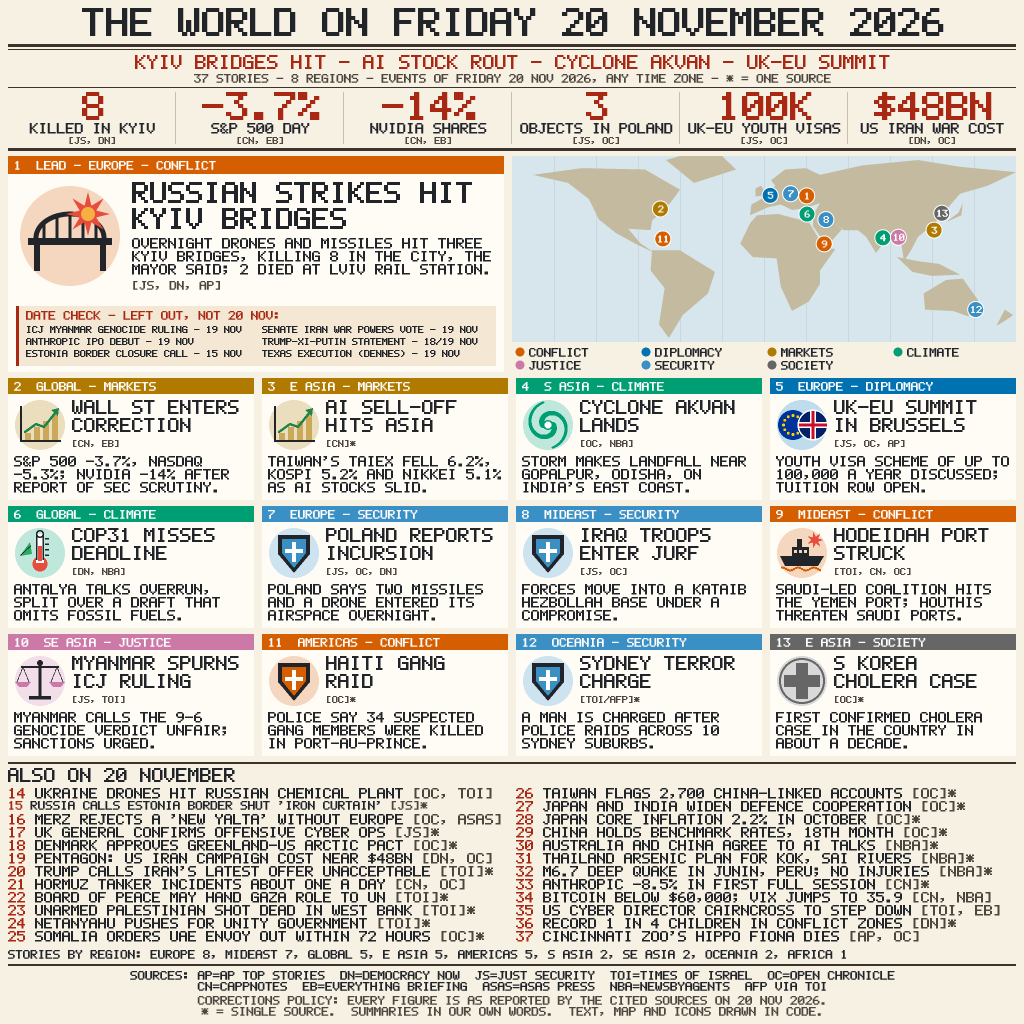 THE WORLD ON FRIDAY 20 NOVEMBER 2026
KYIV BRIDGES HIT - AI STOCK ROUT - CYCLONE AKVAN - UK-EU SUMMIT
37 STORIES - 8 REGIONS - EVENTS OF FRIDAY 20 NOV 2026, ANY TIME ZONE - * = ONE SOURCE
8
KILLED IN KYIV
[JS, DN]
-3.7%
S&P 500 DAY
[CN, EB]
-14%
NVIDIA SHARES
[CN, EB]
3
OBJECTS IN POLAND
[JS, OC]
100K
UK-EU YOUTH VISAS
[JS, OC]
$48BN
US IRAN WAR COST
[DN, OC]
1 LEAD - EUROPE - CONFLICT
RUSSIAN STRIKES HIT
KYIV BRIDGES
OVERNIGHT DRONES AND MISSILES HIT THREE
KYIV BRIDGES, KILLING 8 IN THE CITY, THE
MAYOR SAID; 2 DIED AT LVIV RAIL STATION.
[JS, DN, AP]
DATE CHECK - LEFT OUT, NOT 20 NOV:
ICJ MYANMAR GENOCIDE RULING - 19 NOV
ANTHROPIC IPO DEBUT - 19 NOV
ESTONIA BORDER CLOSURE CALL - 15 NOV
SENATE IRAN WAR POWERS VOTE - 19 NOV
TRUMP-XI-PUTIN STATEMENT - 18/19 NOV
TEXAS EXECUTION (DENNES) - 19 NOV
2
11
5
7
1
6
8
9
4
10
13
3
12
CONFLICT
DIPLOMACY
MARKETS
CLIMATE
JUSTICE
SECURITY
SOCIETY
2 GLOBAL - MARKETS
WALL ST ENTERS
CORRECTION
[CN, EB]
S&P 500 -3.7%, NASDAQ
-5.3%; NVIDIA -14% AFTER
REPORT OF SEC SCRUTINY.
3 E ASIA - MARKETS
AI SELL-OFF
HITS ASIA
[CN]*
TAIWAN'S TAIEX FELL 6.2%,
KOSPI 5.2% AND NIKKEI 5.1%
AS AI STOCKS SLID.
4 S ASIA - CLIMATE
CYCLONE AKVAN
LANDS
[OC, NBA]
STORM MAKES LANDFALL NEAR
GOPALPUR, ODISHA, ON
INDIA'S EAST COAST.
5 EUROPE - DIPLOMACY
UK-EU SUMMIT
IN BRUSSELS
[JS, OC, AP]
YOUTH VISA SCHEME OF UP TO
100,000 A YEAR DISCUSSED;
TUITION ROW OPEN.
6 GLOBAL - CLIMATE
COP31 MISSES
DEADLINE
[DN, NBA]
ANTALYA TALKS OVERRUN,
SPLIT OVER A DRAFT THAT
OMITS FOSSIL FUELS.
7 EUROPE - SECURITY
POLAND REPORTS
INCURSION
[JS, OC, DN]
POLAND SAYS TWO MISSILES
AND A DRONE ENTERED ITS
AIRSPACE OVERNIGHT.
8 MIDEAST - SECURITY
IRAQ TROOPS
ENTER JURF
[JS, OC]
FORCES MOVE INTO A KATAIB
HEZBOLLAH BASE UNDER A
COMPROMISE.
9 MIDEAST - CONFLICT
HODEIDAH PORT
STRUCK
[TOI, CN, OC]
SAUDI-LED COALITION HITS
THE YEMEN PORT; HOUTHIS
THREATEN SAUDI PORTS.
10 SE ASIA - JUSTICE
MYANMAR SPURNS
ICJ RULING
[JS, TOI]
MYANMAR CALLS THE 9-6
GENOCIDE VERDICT UNFAIR;
SANCTIONS URGED.
11 AMERICAS - CONFLICT
HAITI GANG
RAID
[OC]*
POLICE SAY 34 SUSPECTED
GANG MEMBERS WERE KILLED
IN PORT-AU-PRINCE.
12 OCEANIA - SECURITY
SYDNEY TERROR
CHARGE
[TOI/AFP]*
A MAN IS CHARGED AFTER
POLICE RAIDS ACROSS 10
SYDNEY SUBURBS.
13 E ASIA - SOCIETY
S KOREA
CHOLERA CASE
[OC]*
FIRST CONFIRMED CHOLERA
CASE IN THE COUNTRY IN
ABOUT A DECADE.
ALSO ON 20 NOVEMBER
14 UKRAINE DRONES HIT RUSSIAN CHEMICAL PLANT [OC, TOI]
15 RUSSIA CALLS ESTONIA BORDER SHUT 'IRON CURTAIN' [JS]*
16 MERZ REJECTS A 'NEW YALTA' WITHOUT EUROPE [OC, ASAS]
17 UK GENERAL CONFIRMS OFFENSIVE CYBER OPS [JS]*
18 DENMARK APPROVES GREENLAND-US ARCTIC PACT [OC]*
19 PENTAGON: US IRAN CAMPAIGN COST NEAR $48BN [DN, OC]
20 TRUMP CALLS IRAN'S LATEST OFFER UNACCEPTABLE [TOI]*
21 HORMUZ TANKER INCIDENTS ABOUT ONE A DAY [CN, OC]
22 BOARD OF PEACE MAY HAND GAZA ROLE TO UN [TOI]*
23 UNARMED PALESTINIAN SHOT DEAD IN WEST BANK [TOI]*
24 NETANYAHU PUSHES FOR UNITY GOVERNMENT [TOI]*
25 SOMALIA ORDERS UAE ENVOY OUT WITHIN 72 HOURS [OC]*
26 TAIWAN FLAGS 2,700 CHINA-LINKED ACCOUNTS [OC]*
27 JAPAN AND INDIA WIDEN DEFENCE COOPERATION [OC]*
28 JAPAN CORE INFLATION 2.2% IN OCTOBER [OC]*
29 CHINA HOLDS BENCHMARK RATES, 18TH MONTH [OC]*
30 AUSTRALIA AND CHINA AGREE TO AI TALKS [NBA]*
31 THAILAND ARSENIC PLAN FOR KOK, SAI RIVERS [NBA]*
32 M6.7 DEEP QUAKE IN JUNIN, PERU; NO INJURIES [NBA]*
33 ANTHROPIC -8.5% IN FIRST FULL SESSION [CN]*
34 BITCOIN BELOW $60,000; VIX JUMPS TO 35.9 [CN, NBA]
35 US CYBER DIRECTOR CAIRNCROSS TO STEP DOWN [TOI, EB]
36 RECORD 1 IN 4 CHILDREN IN CONFLICT ZONES [DN]*
37 CINCINNATI ZOO'S HIPPO FIONA DIES [AP, OC]
STORIES BY REGION: EUROPE 8, MIDEAST 7, GLOBAL 5, E ASIA 5, AMERICAS 5, S ASIA 2, SE ASIA 2, OCEANIA 2, AFRICA 1
SOURCES: AP=AP TOP STORIES DN=DEMOCRACY NOW JS=JUST SECURITY TOI=TIMES OF ISRAEL OC=OPEN CHRONICLE
CN=CAPPNOTES EB=EVERYTHING BRIEFING ASAS=ASAS PRESS NBA=NEWSBYAGENTS AFP VIA TOI
CORRECTIONS POLICY: EVERY FIGURE IS AS REPORTED BY THE CITED SOURCES ON 20 NOV 2026.
* = SINGLE SOURCE. SUMMARIES IN OUR OWN WORDS. TEXT, MAP AND ICONS DRAWN IN CODE.